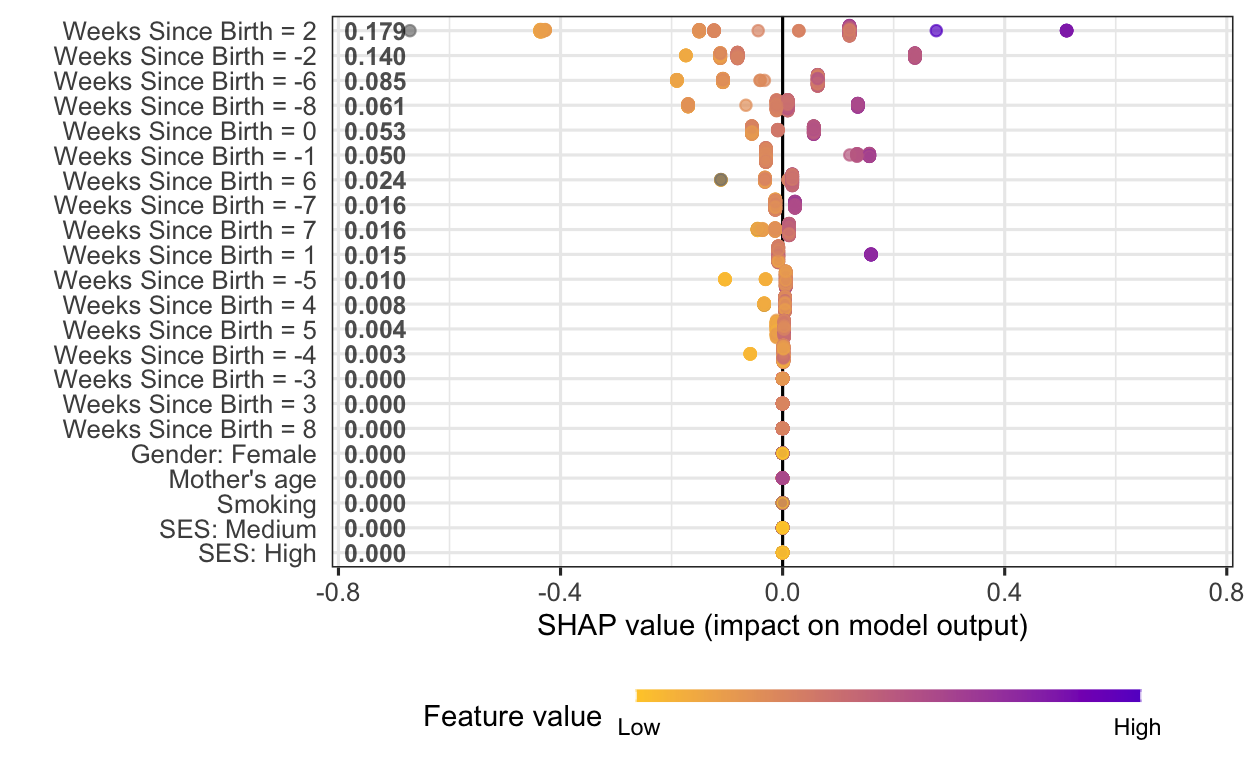 Weeks Since Birth = 2 0.179
Weeks Since Birth = -2 0.140
Weeks Since Birth = -6 0.085
Weeks Since Birth = -8 0.061
Weeks Since Birth = 0 0.053
Weeks Since Birth = -1 0.050
Weeks Since Birth = 6 0.024
Weeks Since Birth = -7 0.016
Weeks Since Birth = 7 0.016
Weeks Since Birth = 1 0.015
Weeks Since Birth = -5 0.010
Weeks Since Birth = 4 0.008
Weeks Since Birth = 5 0.004
Weeks Since Birth = -4 0.003
Weeks Since Birth = -3 0.000
Weeks Since Birth = 3 0.000
Weeks Since Birth = 8 0.000
Gender: Female 0.000
Mother's age 0.000
Smoking 0.000
SES: Medium 0.000
SES: High 0.000
-0.8 -0.4 0.0 0.4 0.8
SHAP value (impact on model output)
Feature value
Low High